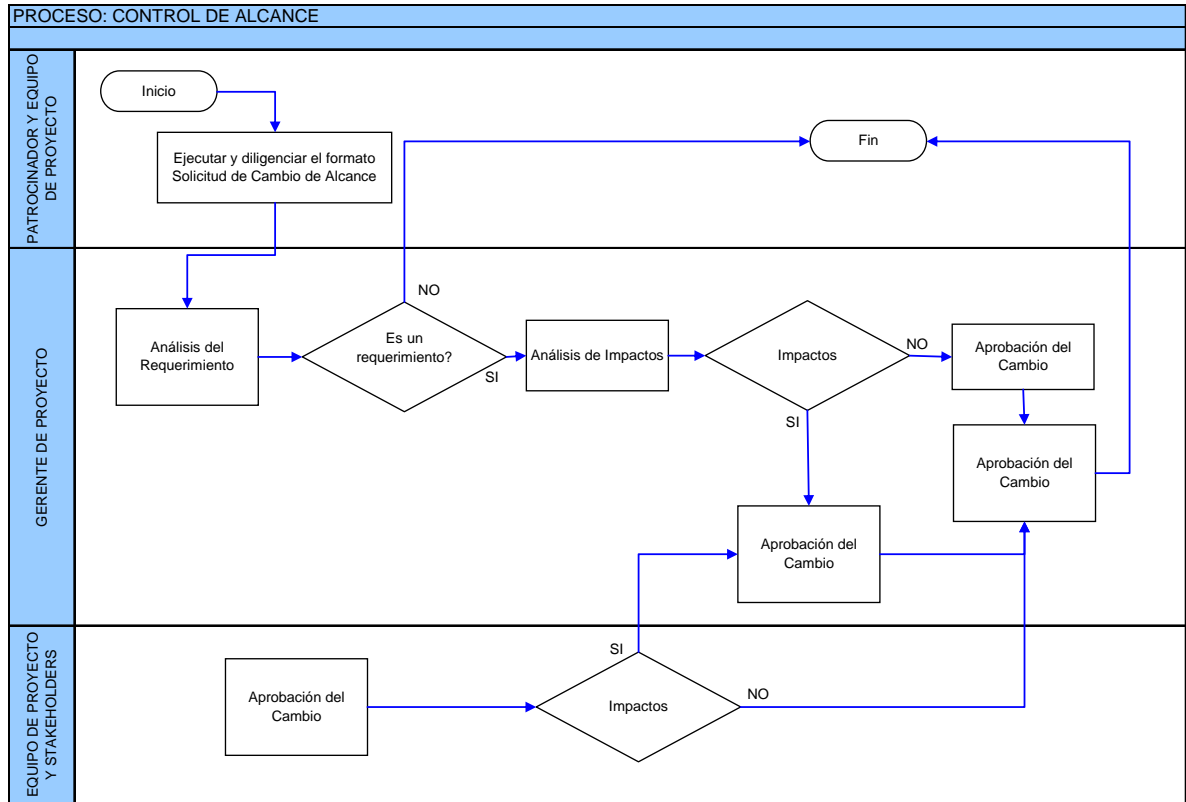 PROCESO: CONTROL DE ALCANCE
PATROCINADOR Y EQUIPO
DE PROYECTO
Inicio
Ejecutar y diligenciar el formato
Solicitud de Cambio de Alcance
Fin
GERENTE DE PROYECTO
Análisis del
Requerimiento
Es un
requerimiento?
NO
SI
Análisis de Impactos
Impactos
NO
SI
Aprobación del
Cambio
Aprobación del
Cambio
Aprobación del
Cambio
EQUIPO DE PROYECTO
Y STAKEHOLDERS
Aprobación del
Cambio
SI
Impactos
NO